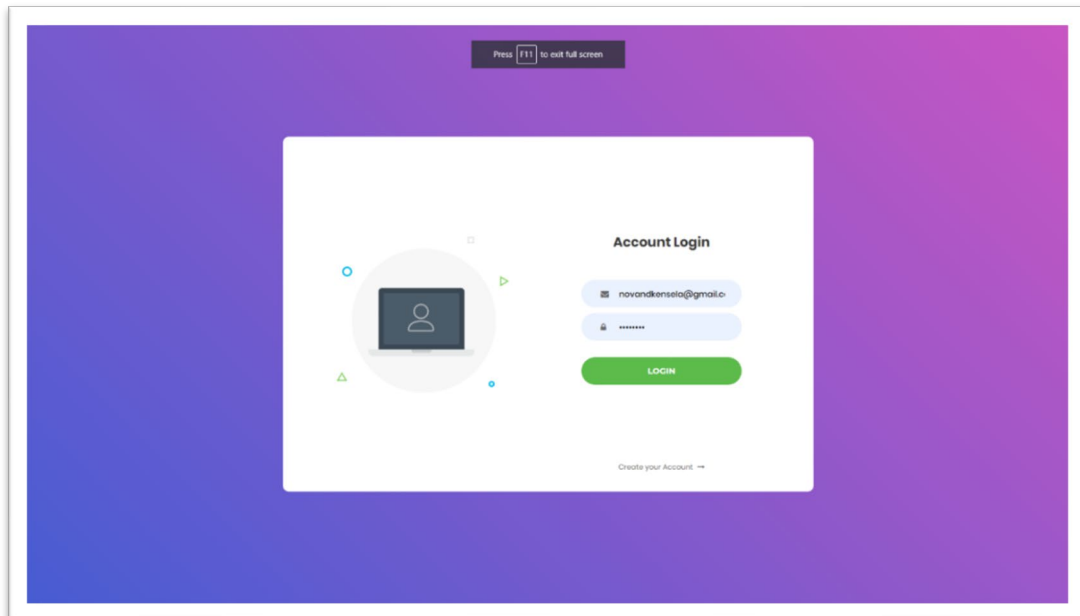 Press F11 to exit full screen
Account Login
novandkensela@gmail.c
••••••••
LOGIN
Create your Account →